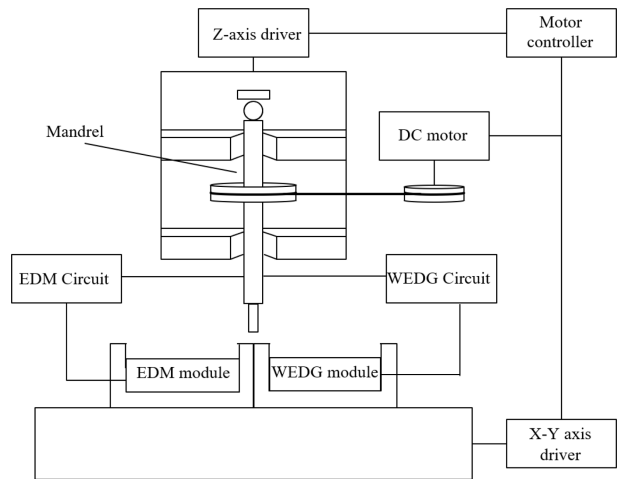 Z-axis driver
Motor
controller
Mandrel
DC motor
EDM Circuit
WEDG Circuit
EDM module
WEDG module
X-Y axis
driver